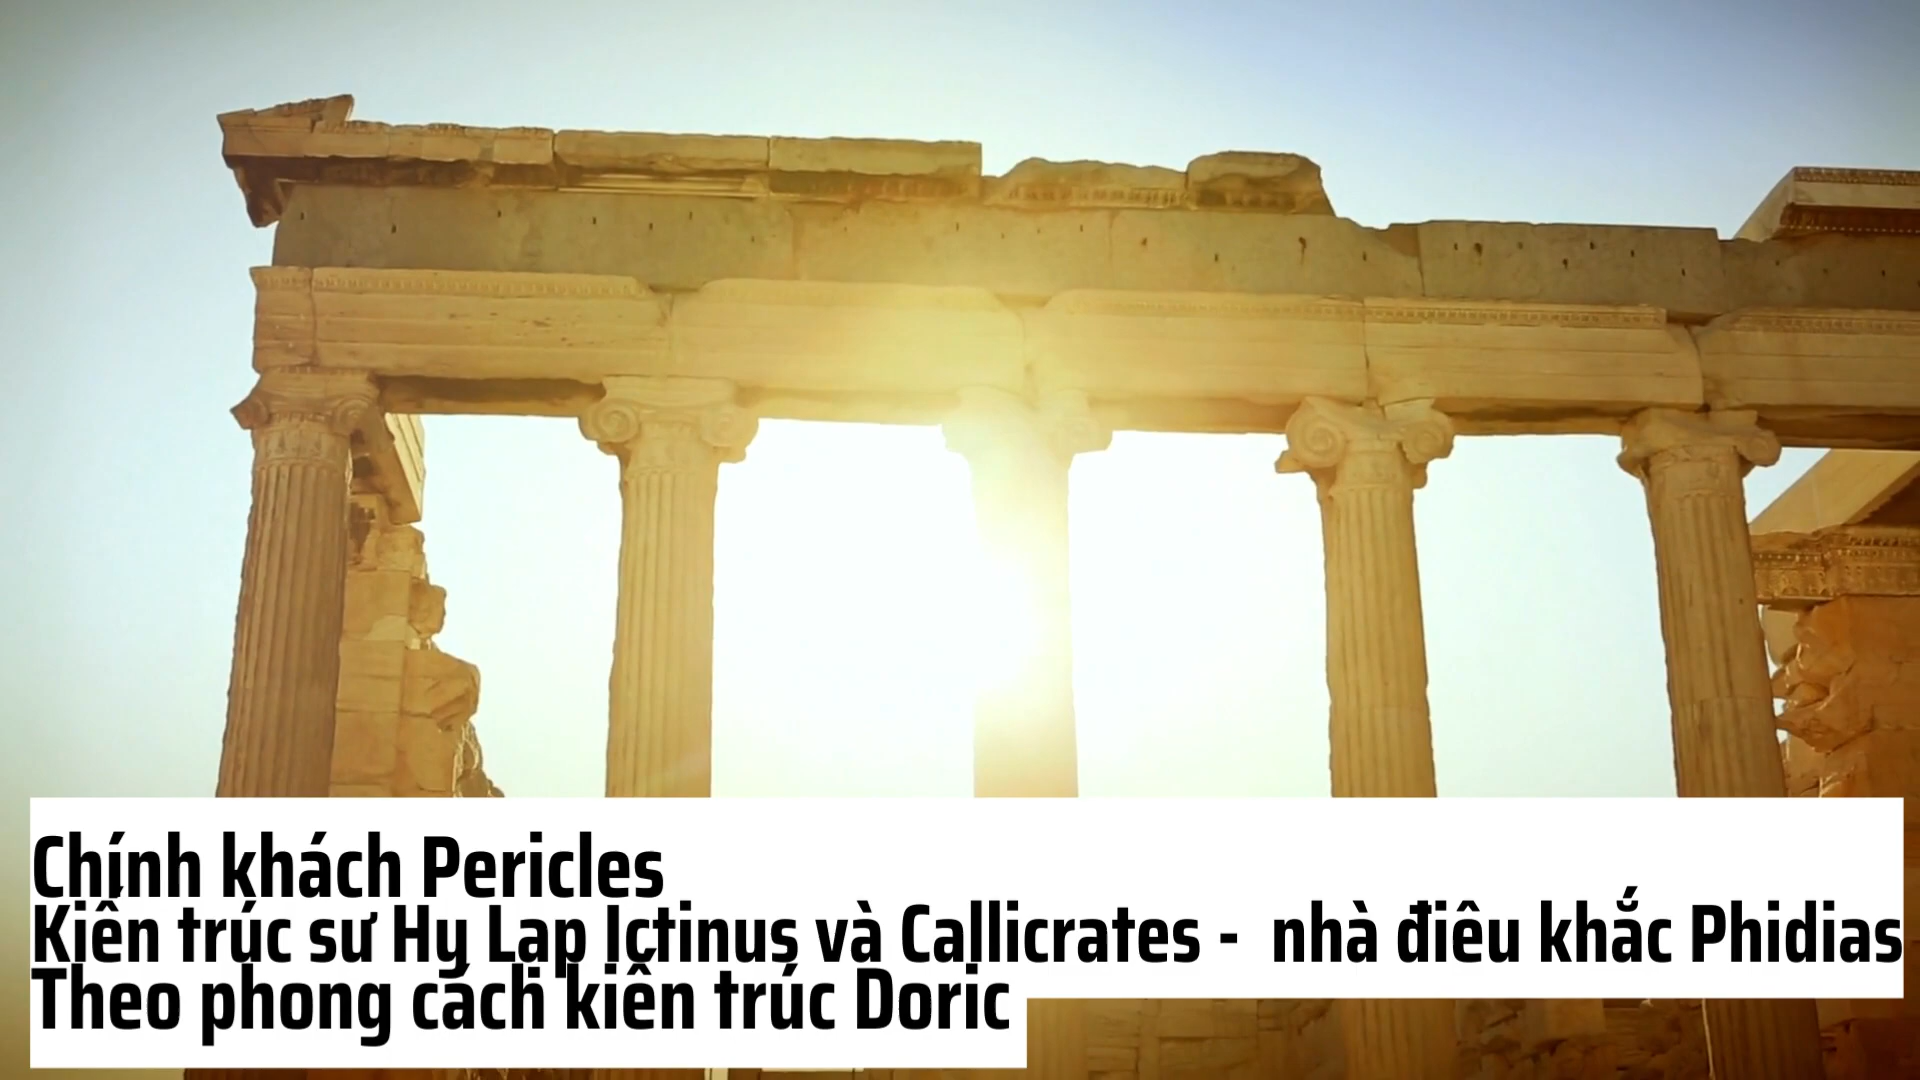 Chính khách Pericles
Kiến trúc sư Hy Lạp Ictinus và Callicrates - nhà điêu khắc Phidias
Theo phong cách kiến trúc Doric